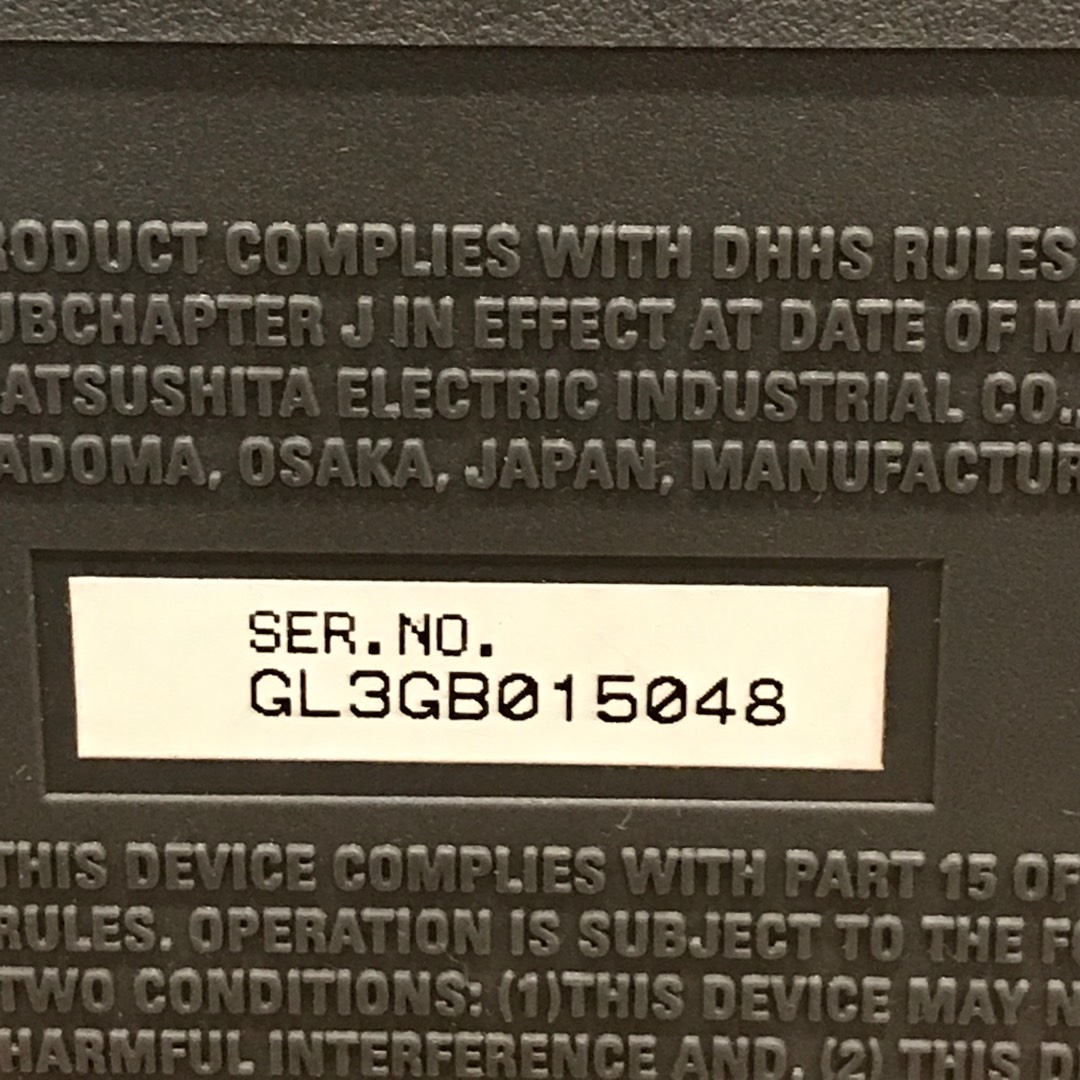 RODUCT COMPLIES WITH DHHS RULES
UBCHAPTER J IN EFFECT AT DATE OF M
ATSUSHITA ELECTRIC INDUSTRIAL CO.,
ADOMA, OSAKA, JAPAN, MANUFACTUR
SER.NO.
GL3GB015048
THIS DEVICE COMPLIES WITH PART 15 OF
RULES. OPERATION IS SUBJECT TO THE FO
TWO CONDITIONS: (1)THIS DEVICE MAY N
HARMFUL INTERFERENCE AND, (2) THIS D